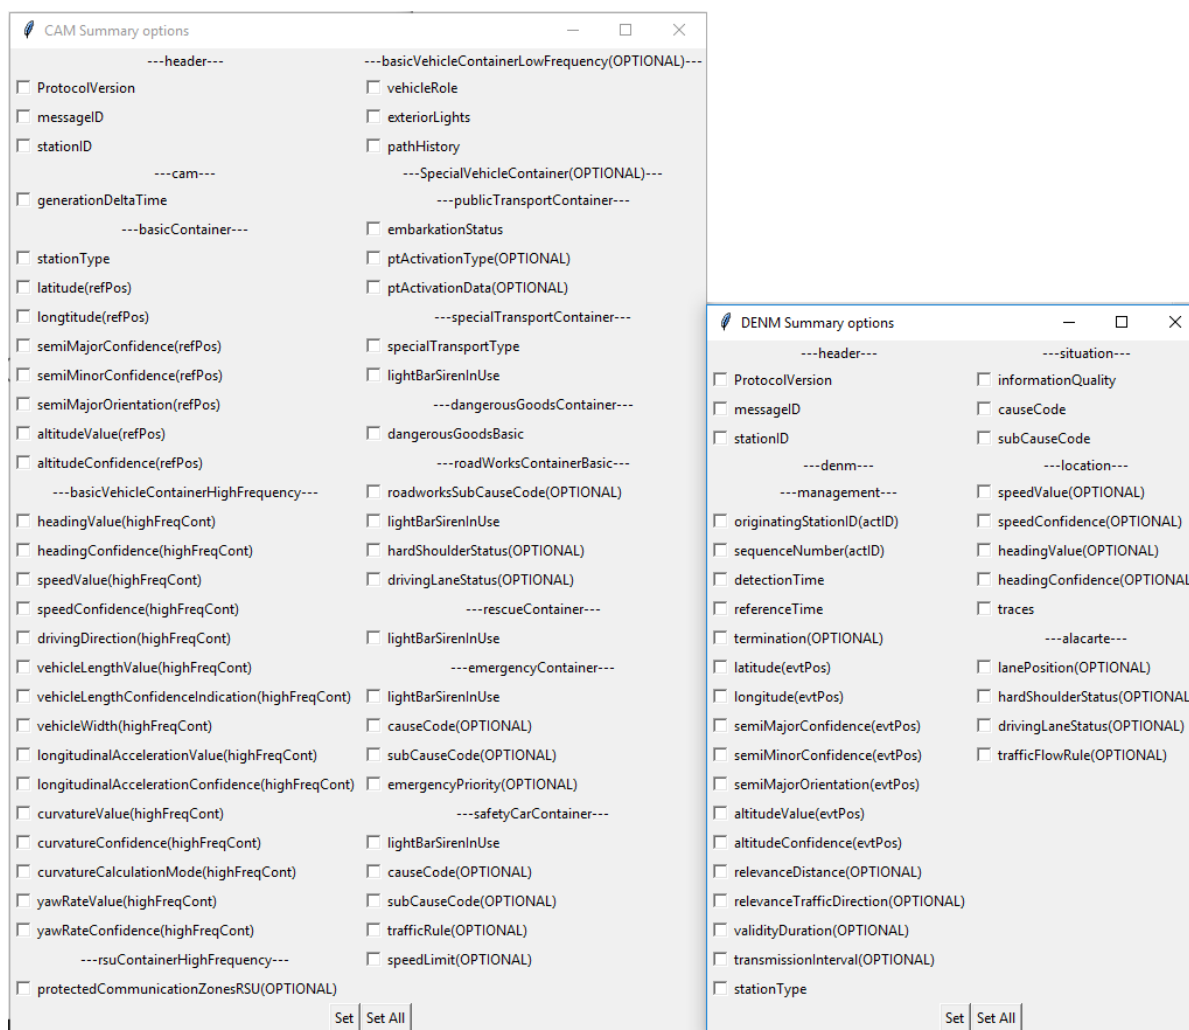 CAM Summary options
---header---
ProtocolVersion
messageID
stationID
---cam---
generationDeltaTime
---basicContainer---
stationType
latitude(refPos)
longtitude(refPos)
semiMajorConfidence(refPos)
semiMinorConfidence(refPos)
semiMajorOrientation(refPos)
altitudeValue(refPos)
altitudeConfidence(refPos)
---basicVehicleContainerHighFrequency---
headingValue(highFreqCont)
headingConfidence(highFreqCont)
speedValue(highFreqCont)
speedConfidence(highFreqCont)
drivingDirection(highFreqCont)
vehicleLengthValue(highFreqCont)
vehicleLengthConfidenceIndication(highFreqCont)
vehicleWidth(highFreqCont)
longitudinalAccelerationValue(highFreqCont)
longitudinalAccelerationConfidence(highFreqCont)
curvatureValue(highFreqCont)
curvatureConfidence(highFreqCont)
curvatureCalculationMode(highFreqCont)
yawRateValue(highFreqCont)
yawRateConfidence(highFreqCont)
---rsuContainerHighFrequency---
protectedCommunicationZonesRSU(OPTIONAL)
---basicVehicleContainerLowFrequency(OPTIONAL)---
vehicleRole
exteriorLights
pathHistory
---SpecialVehicleContainer(OPTIONAL)---
---publicTransportContainer---
embarkationStatus
ptActivationType(OPTIONAL)
ptActivationData(OPTIONAL)
---specialTransportContainer---
specialTransportType
lightBarSirenInUse
---dangerousGoodsContainer---
dangerousGoodsBasic
---roadWorksContainerBasic---
roadworksSubCauseCode(OPTIONAL)
lightBarSirenInUse
hardShoulderStatus(OPTIONAL)
drivingLaneStatus(OPTIONAL)
---rescueContainer---
lightBarSirenInUse
---emergencyContainer---
lightBarSirenInUse
causeCode(OPTIONAL)
subCauseCode(OPTIONAL)
emergencyPriority(OPTIONAL)
---safetyCarContainer---
lightBarSirenInUse
causeCode(OPTIONAL)
subCauseCode(OPTIONAL)
trafficRule(OPTIONAL)
speedLimit(OPTIONAL)
Set Set All
DENM Summary options
---header---
ProtocolVersion
messageID
stationID
---denm---
---management---
originatingStationID(actID)
sequenceNumber(actID)
detectionTime
referenceTime
termination(OPTIONAL)
latitude(evtPos)
longitude(evtPos)
semiMajorConfidence(evtPos)
semiMinorConfidence(evtPos)
semiMajorOrientation(evtPos)
altitudeValue(evtPos)
altitudeConfidence(evtPos)
relevanceDistance(OPTIONAL)
relevanceTrafficDirection(OPTIONAL)
validityDuration(OPTIONAL)
transmissionInterval(OPTIONAL)
stationType
---situation---
informationQuality
causeCode
subCauseCode
---location---
speedValue(OPTIONAL)
speedConfidence(OPTIONAL)
headingValue(OPTIONAL)
headingConfidence(OPTIONAL
traces
---alacarte---
lanePosition(OPTIONAL)
hardShoulderStatus(OPTIONAL
drivingLaneStatus(OPTIONAL)
trafficFlowRule(OPTIONAL)
Set Set All